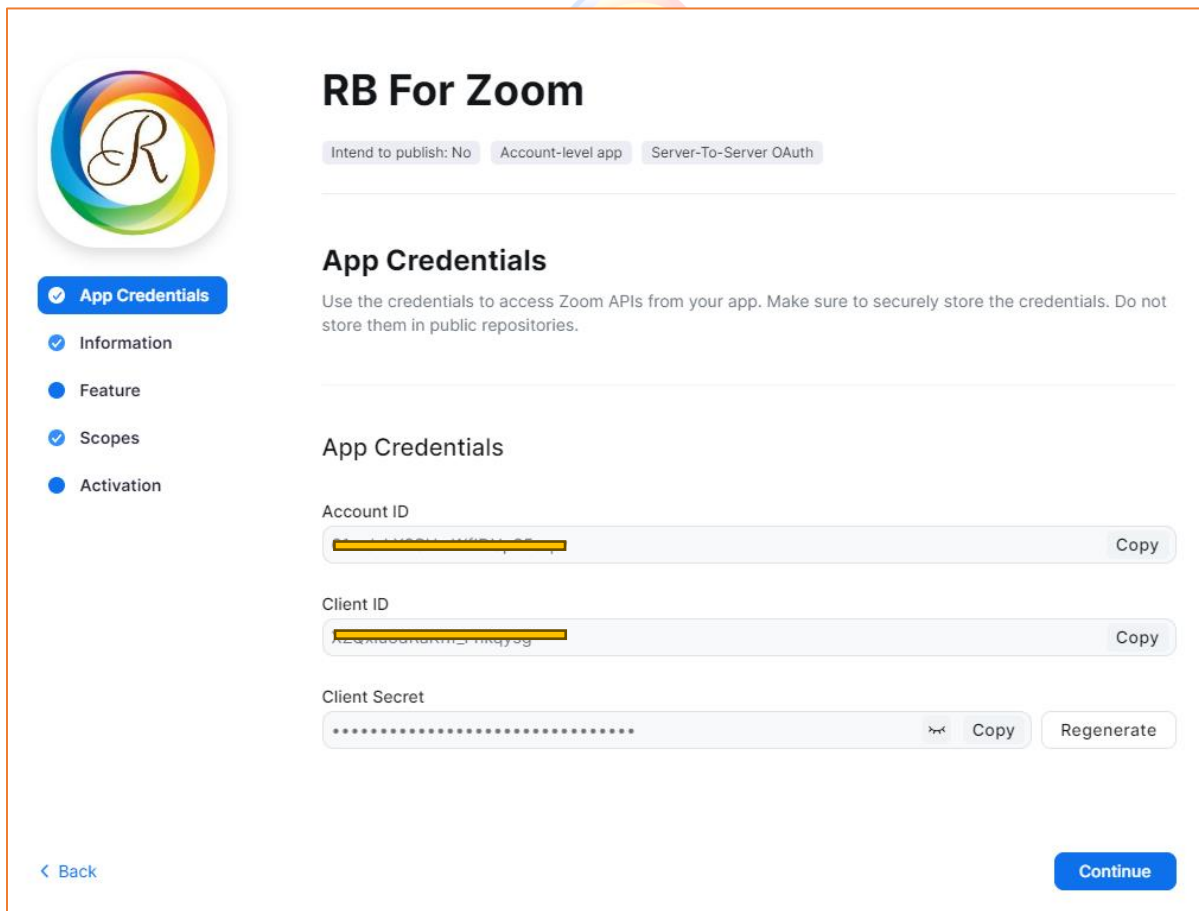 R
RB For Zoom
Intend to publish: No Account-level app Server-To-Server OAuth
App Credentials
Use the credentials to access Zoom APIs from your app. Make sure to securely store the credentials. Do not
store them in public repositories.
App Credentials
Information
Feature
Scopes
Activation
App Credentials
Account ID
Copy
Client ID
Copy
Client Secret
••••••••••••••••••••••••••••••••
Copy Regenerate
Back
Continue